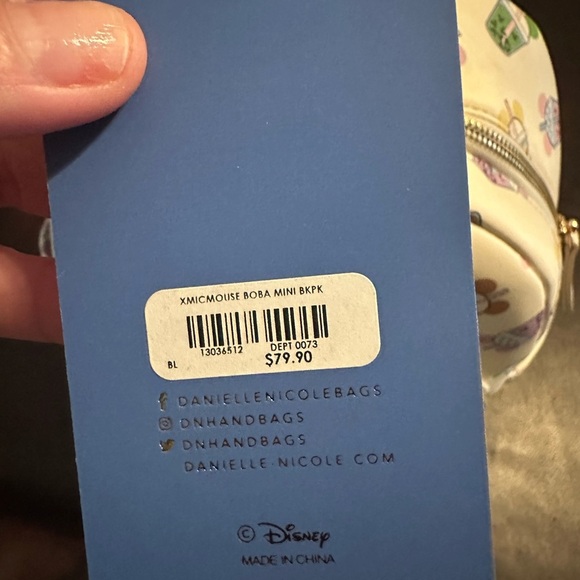 XMICMOUSE BOBA MINI BKPK
13036512 DEPT 0073
BL $79.90
DANIELLENICOLEBAGS
DNHANDBAGS
DNHANDBAGS
DANIELLE-NICOLE.COM
© Disney
MADE IN CHINA